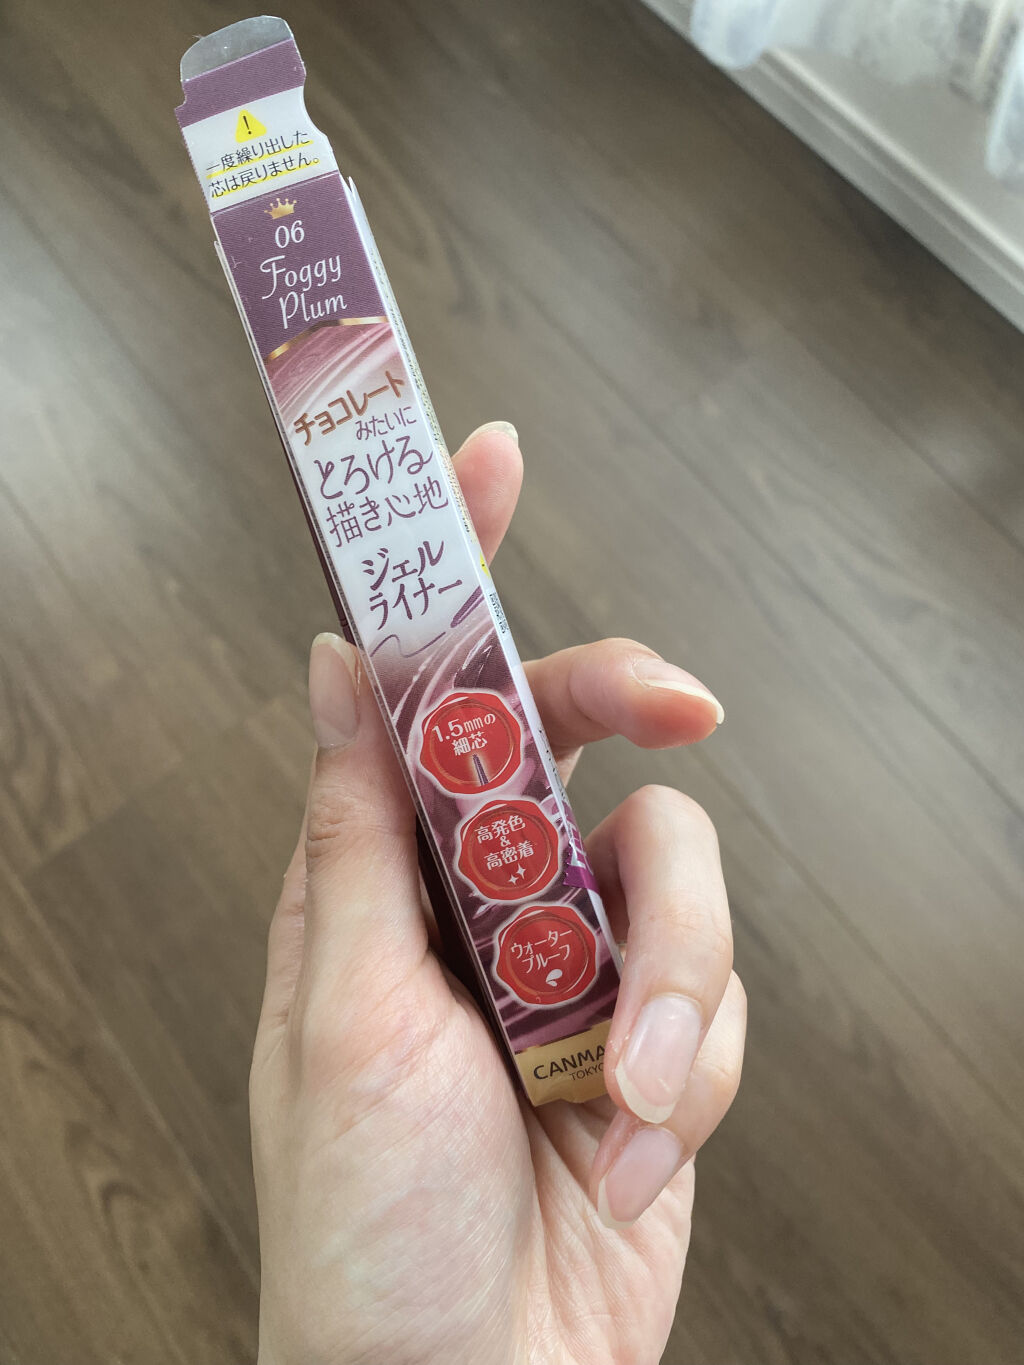 一度繰り出した
芯は戻りません。
06
Foggy
Plum
チョコレート
みたいに
とろける
描き心地
ジェル
ライナー
1.5mmの
細芯
高発色
&
高密着
ウォーター
プルーフ
CANMA
TOKYO